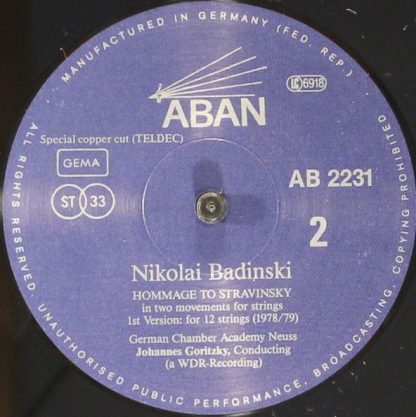 MANUFACTURED IN GERMANY (FED. REP.)
ALL RIGHTS RESERVED. UNAUTHORISED PUBLIC PERFORMANCE, BROADCASTING, COPYING PROHIBITED
LC 6918
ABAN
Special copper cut (TELDEC)
GEMA
ST 33
AB 2231
2
Nikolai Badinski
HOMMAGE TO STRAVINSKY
in two movements for strings
1st Version: for 12 strings (1978/79)
German Chamber Academy Neuss
Johannes Goritzky, Conducting
(a WDR-Recording)